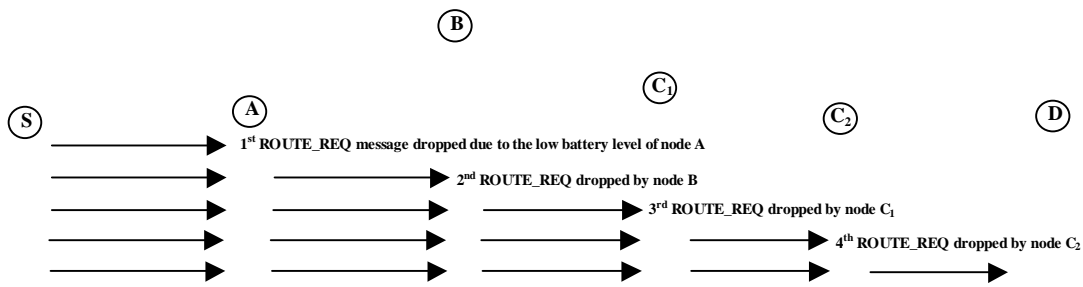 B
C₁
A
C₂
D
S
1st ROUTE_REQ message dropped due to the low battery level of node A
2nd ROUTE_REQ dropped by node B
3rd ROUTE_REQ dropped by node C₁
4th ROUTE_REQ dropped by node C₂